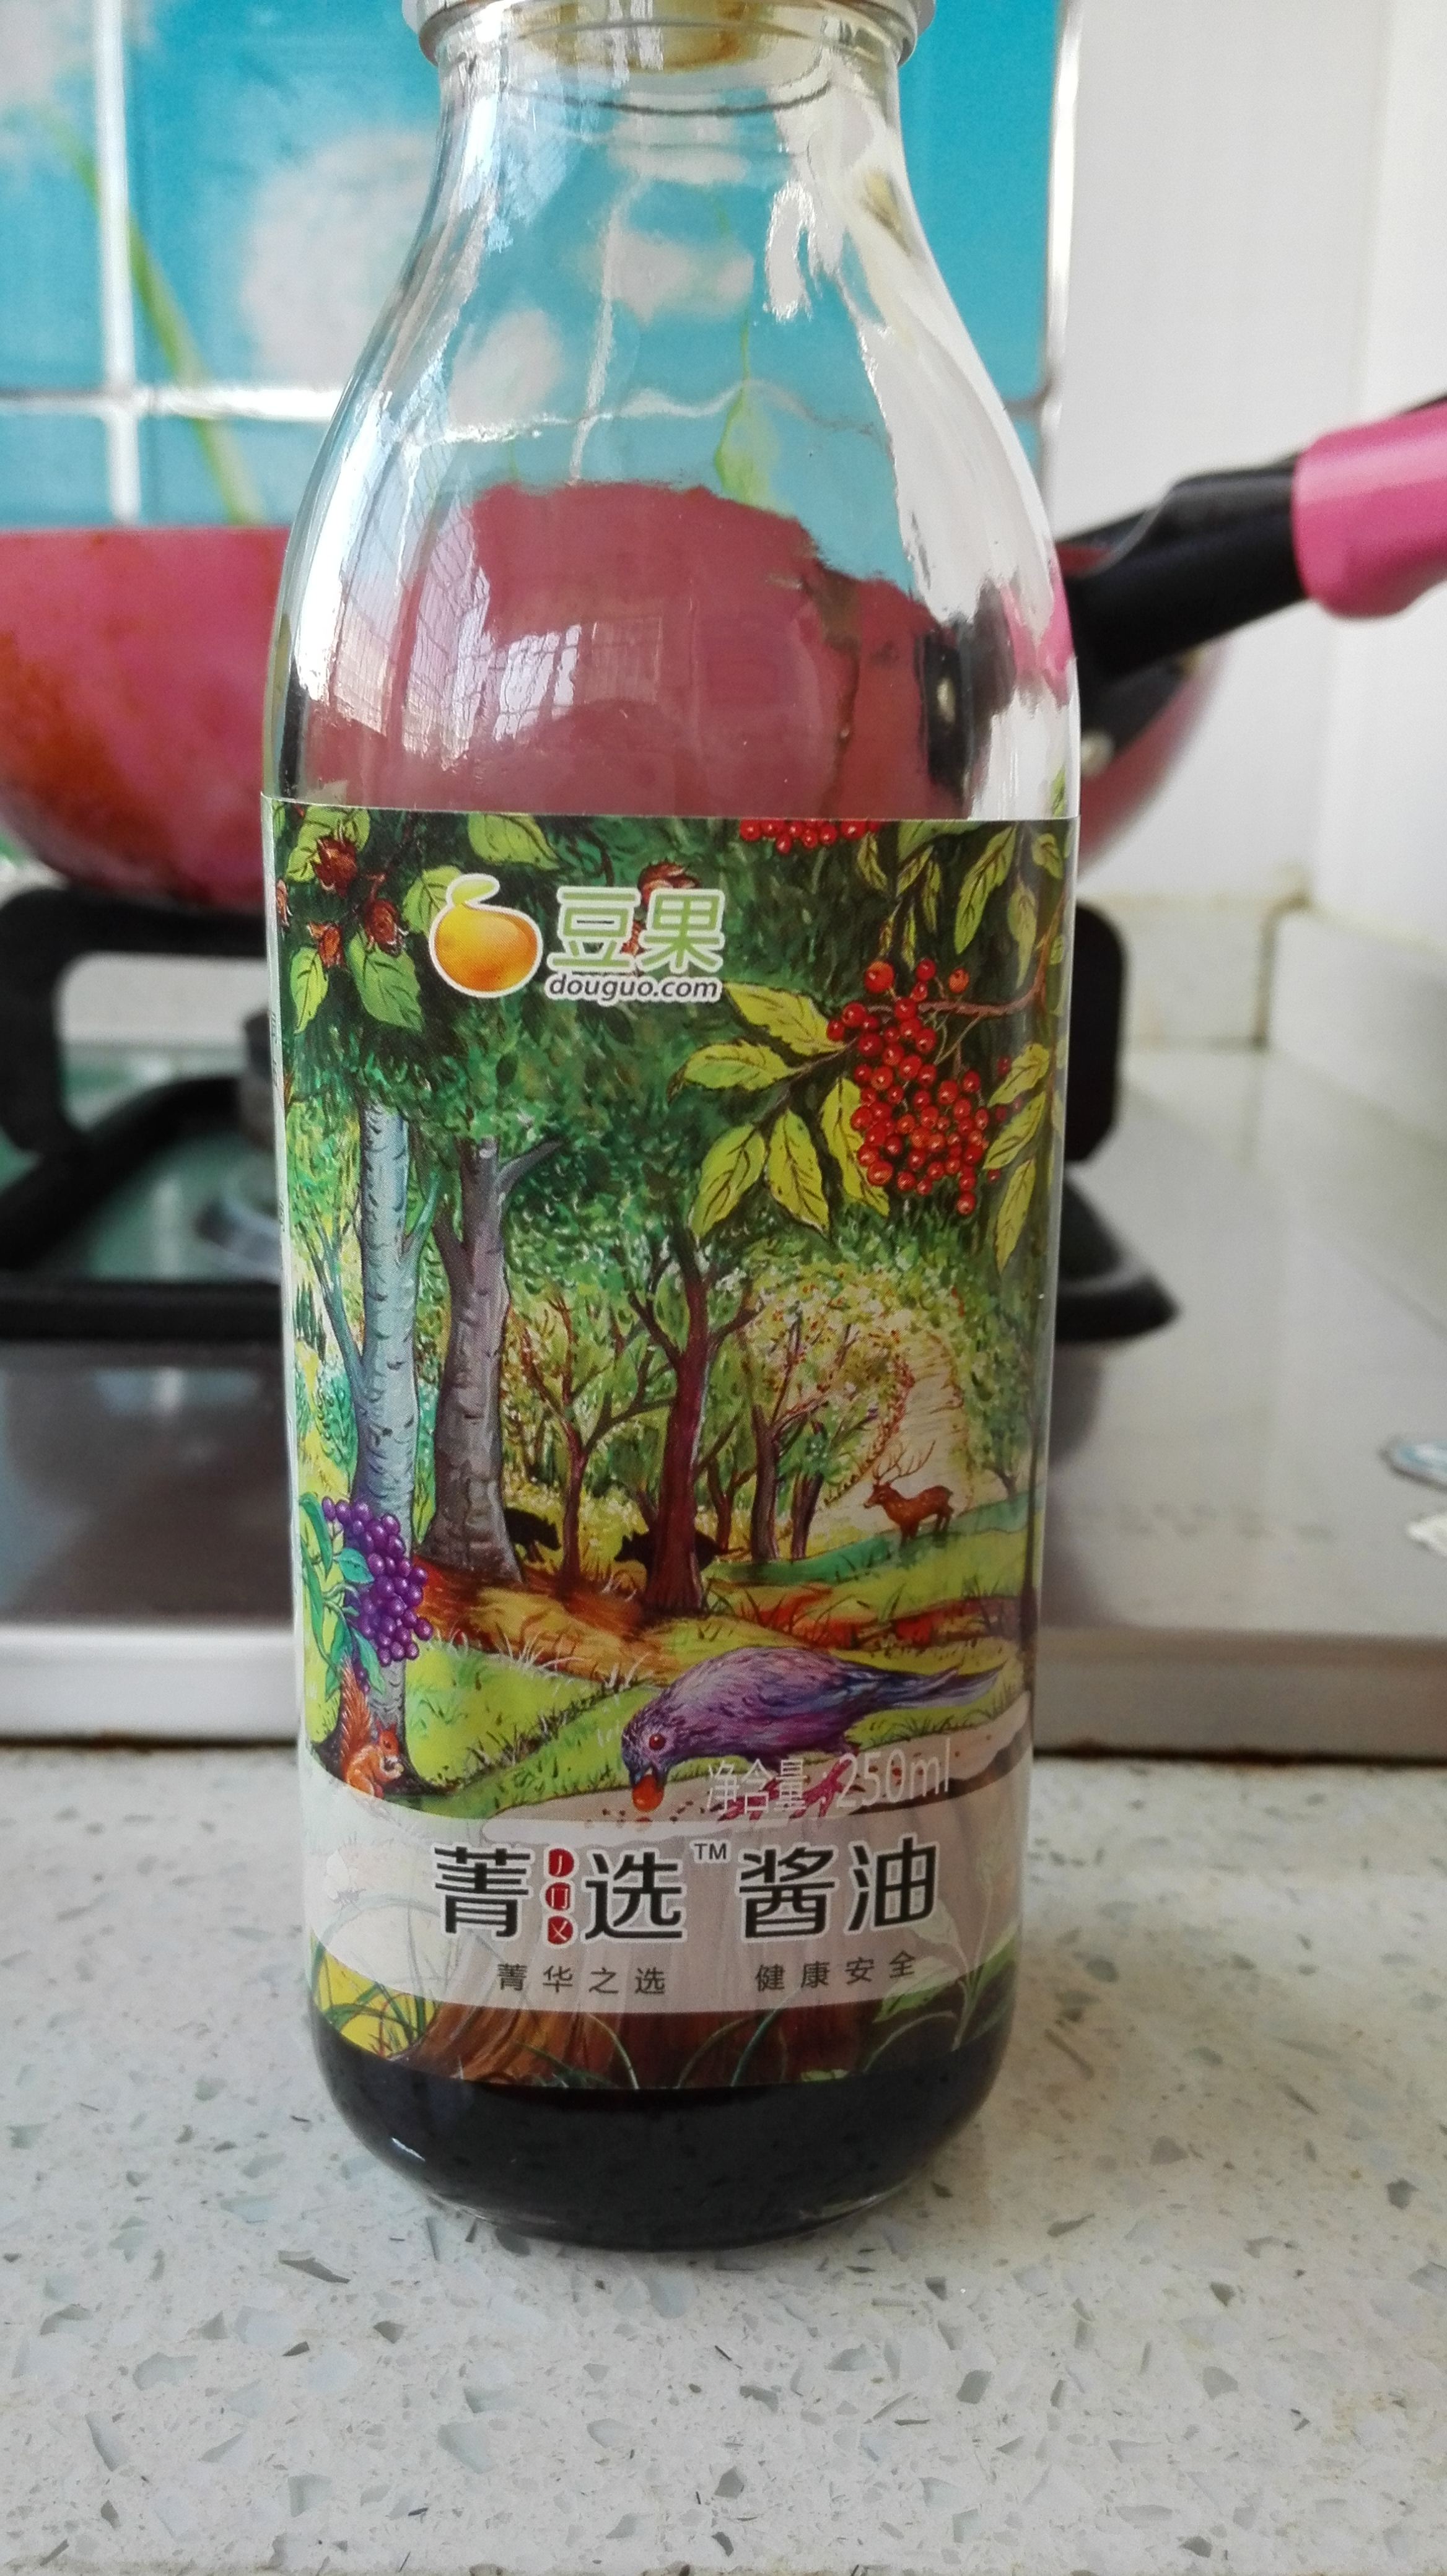 豆果
douguo.com
净含量：250ml
菁选™ 酱油
菁华之选 健康安全